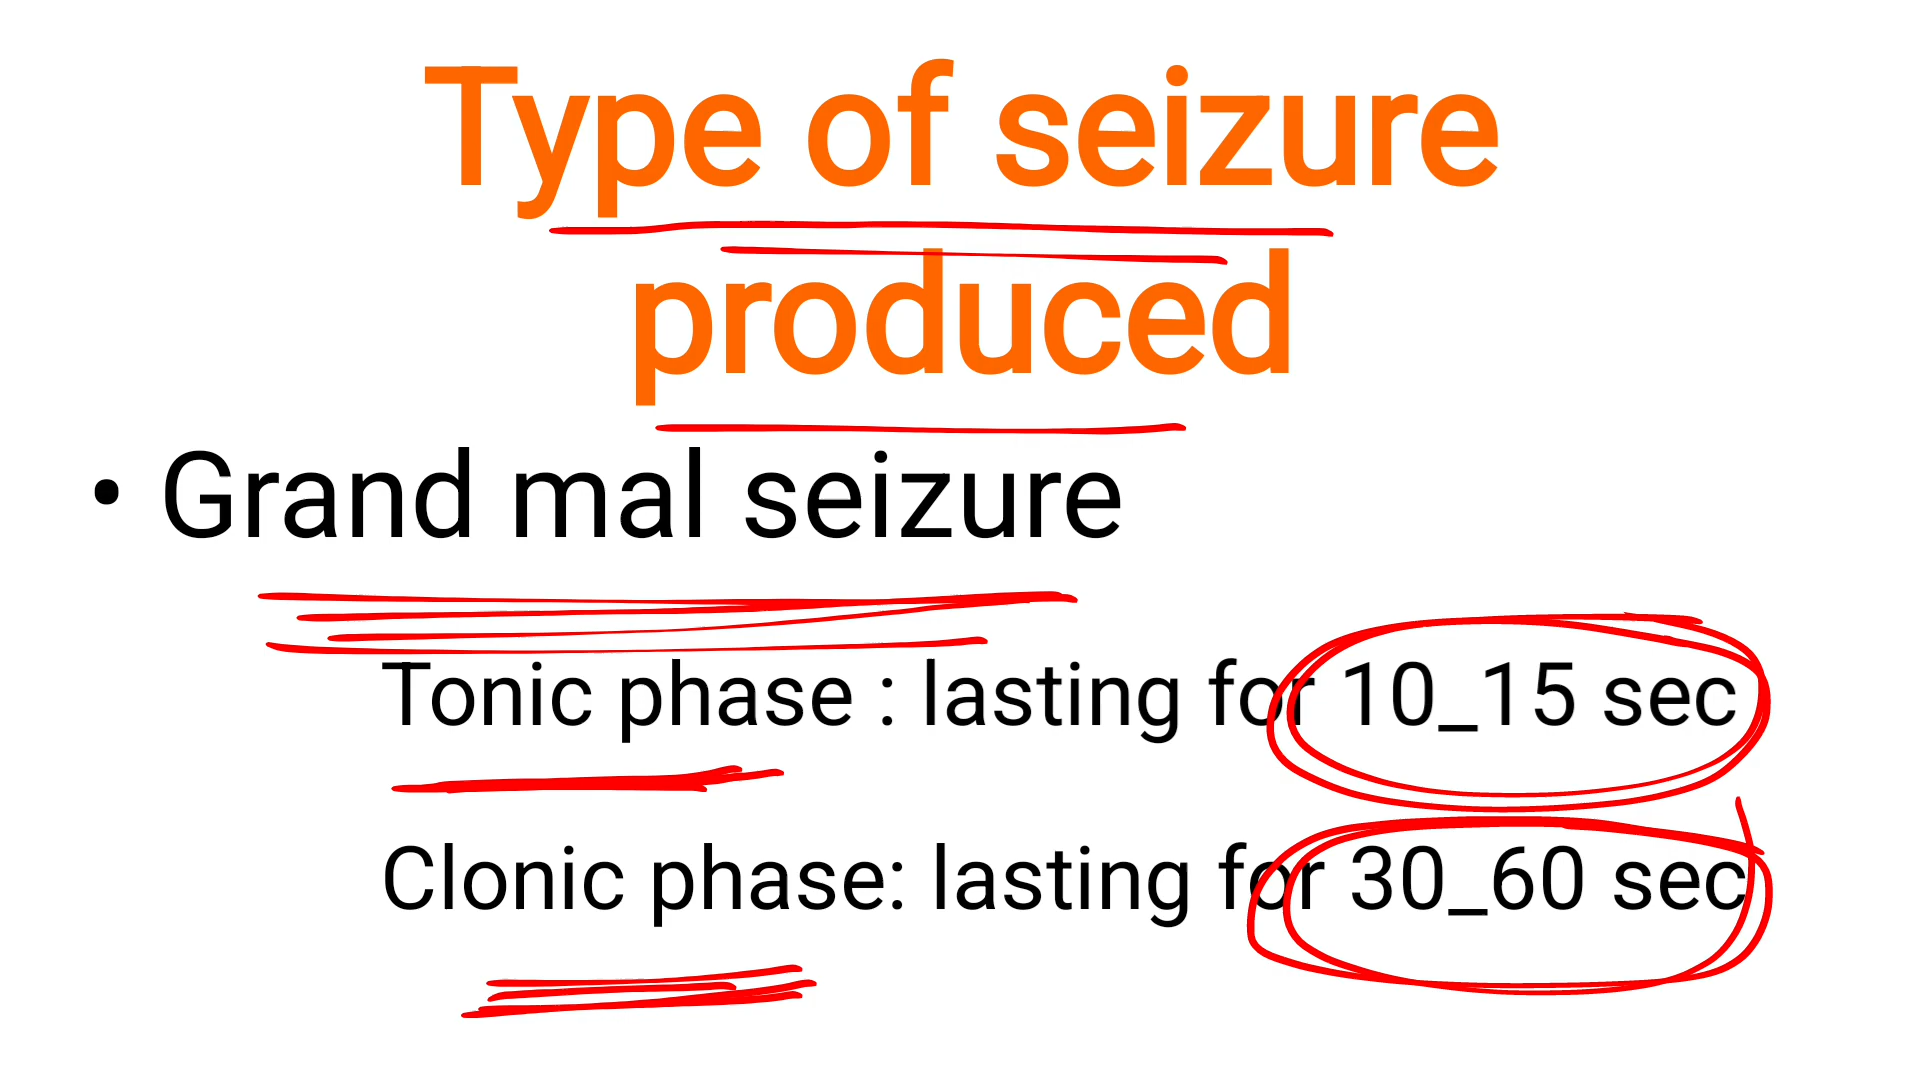 Type of seizure
produced
• Grand mal seizure
Tonic phase : lasting for 10_15 sec
Clonic phase: lasting for 30_60 sec